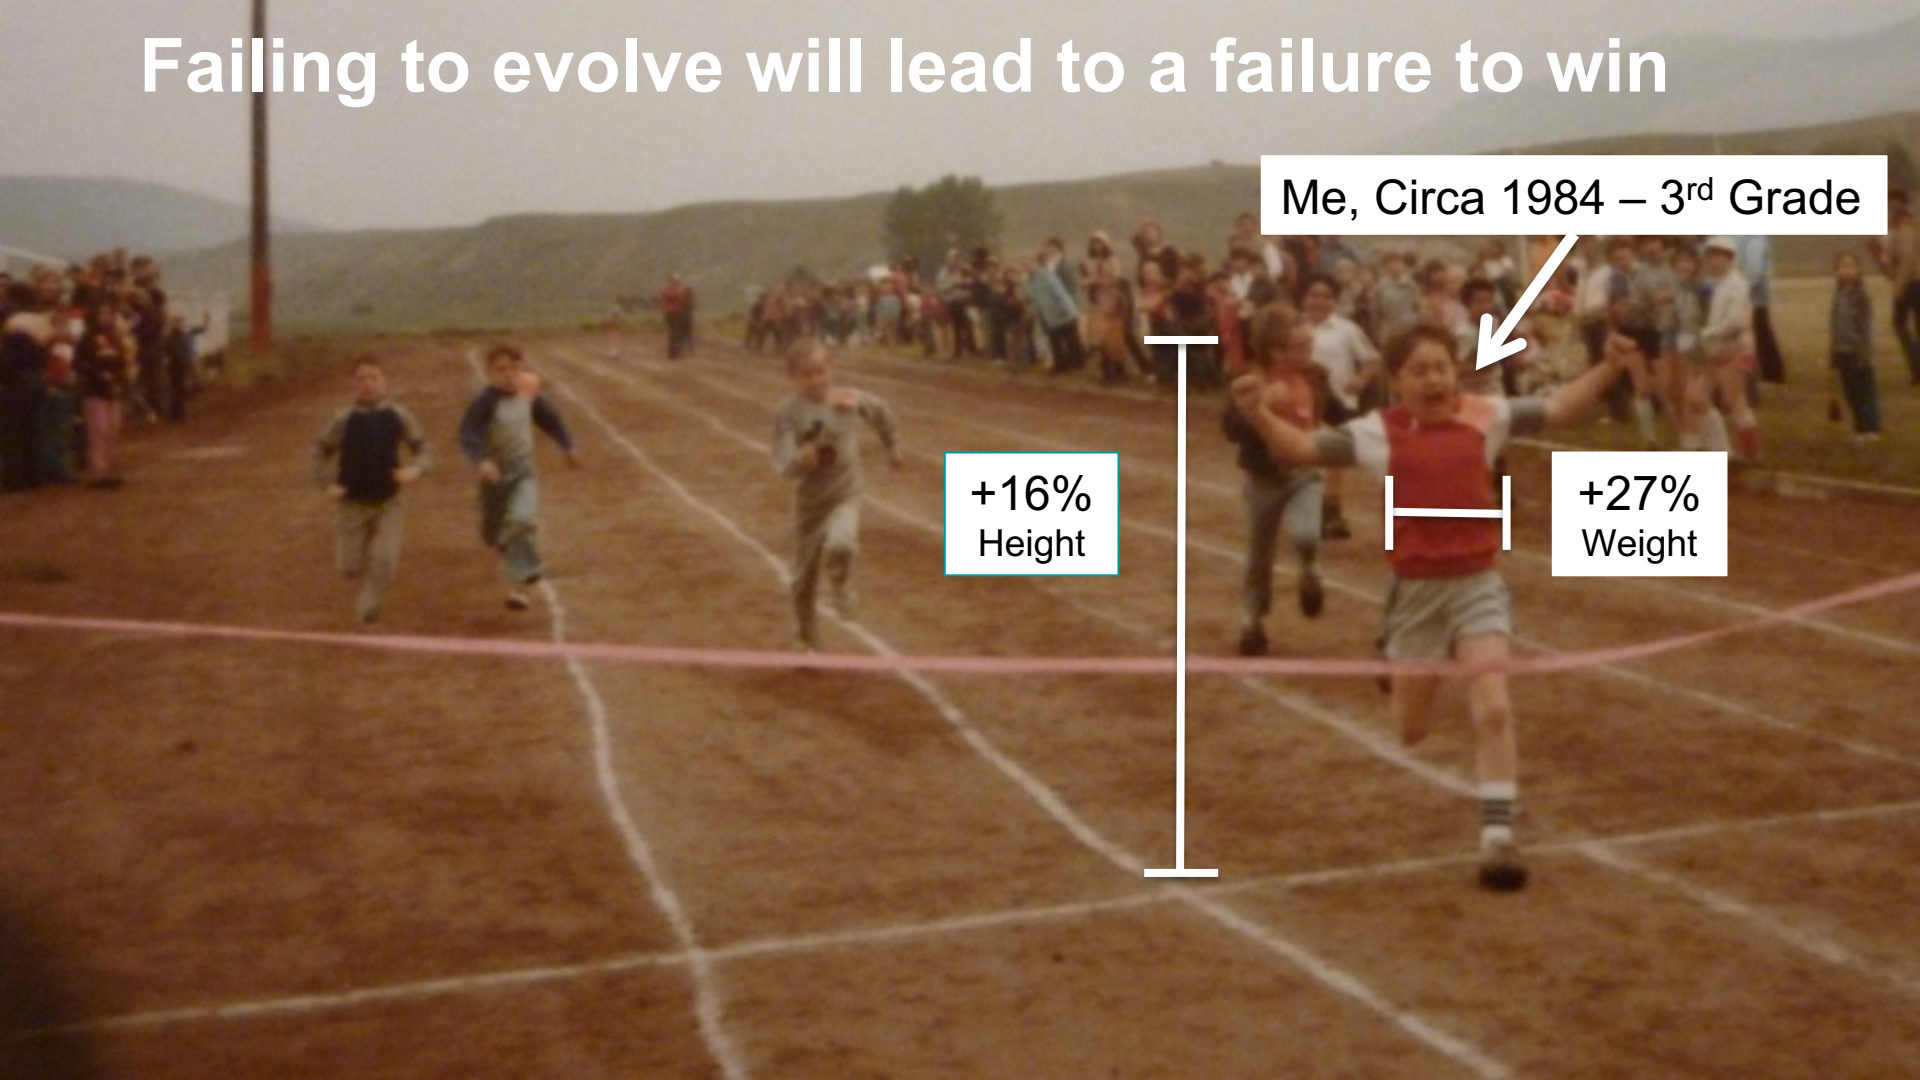 Failing to evolve will lead to a failure to win
Me, Circa 1984 – 3rd Grade
+16%
Height
+27%
Weight